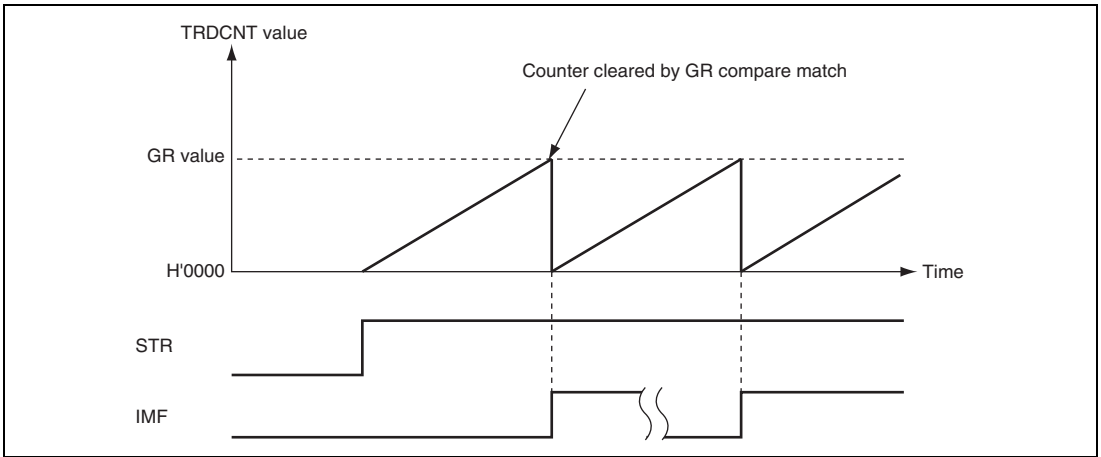 TRDCNT value
Counter cleared by GR compare match
GR value
H'0000
Time
STR
IMF